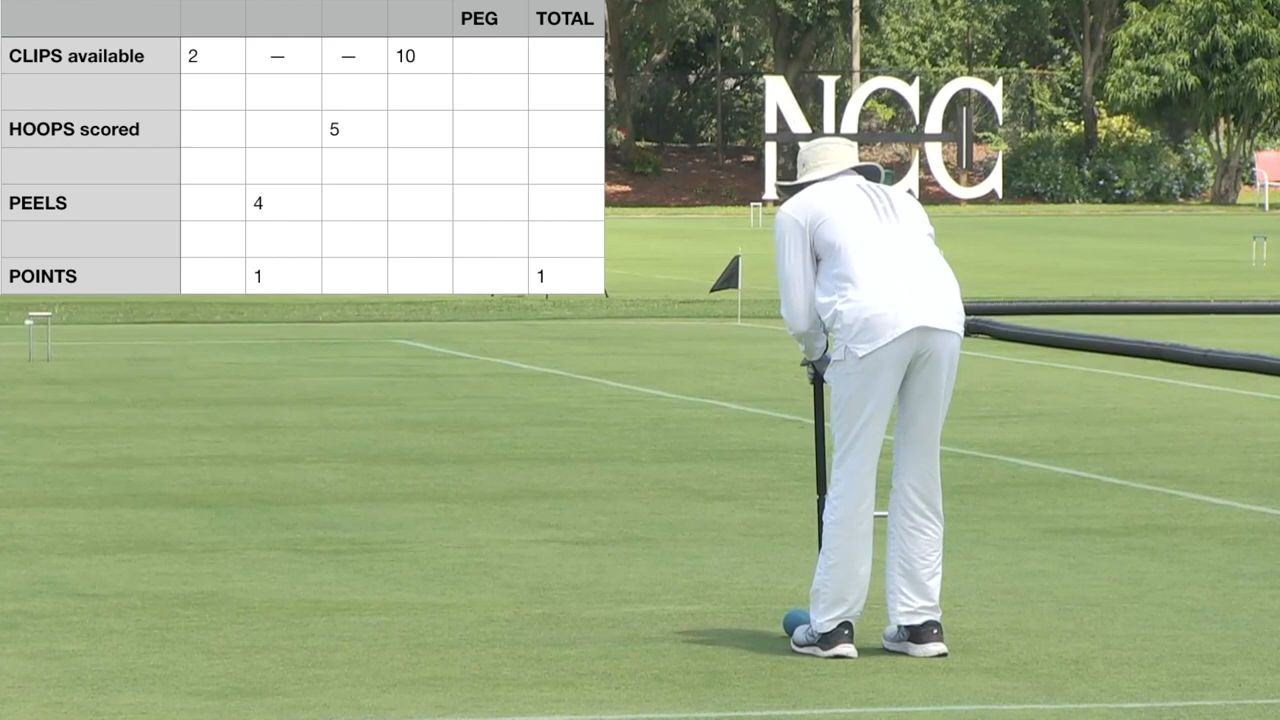 PEG TOTAL
CLIPS available 2 — — 10
HOOPS scored 5
PEELS 4
POINTS 1 1
NCC